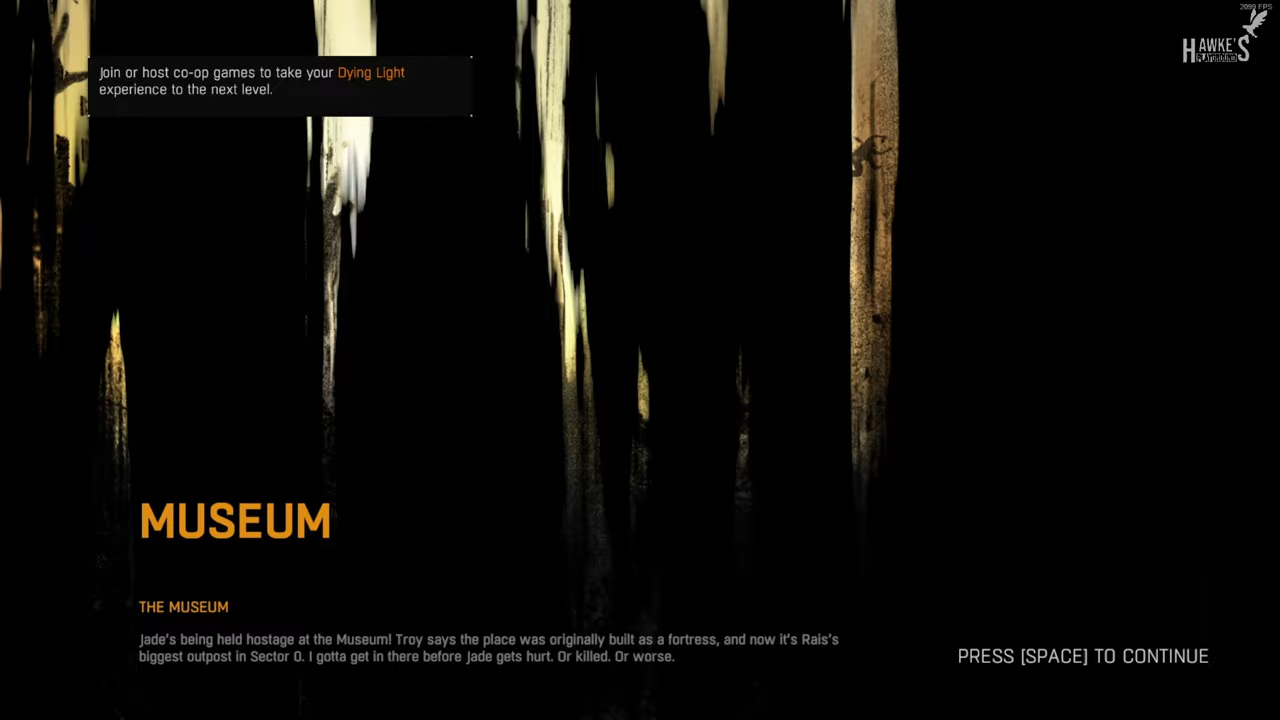 2099 FPS
HAWKE'S
PLAYGROUND
Join or host co-op games to take your Dying Light
experience to the next level.
MUSEUM
THE MUSEUM
Jade's being held hostage at the Museum! Troy says the place was originally built as a fortress, and now it's Rais's
biggest outpost in Sector 0. I gotta get in there before Jade gets hurt. Or killed. Or worse.
PRESS [SPACE] TO CONTINUE